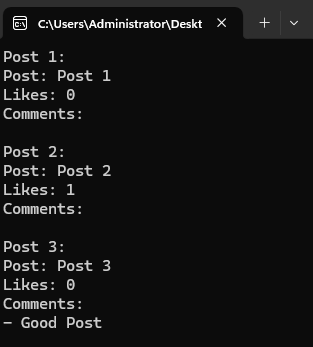 C:\Users\Administrator\Deskt
Post 1:
Post: Post 1
Likes: 0
Comments:
Post 2:
Post: Post 2
Likes: 1
Comments:
Post 3:
Post: Post 3
Likes: 0
Comments:
- Good Post